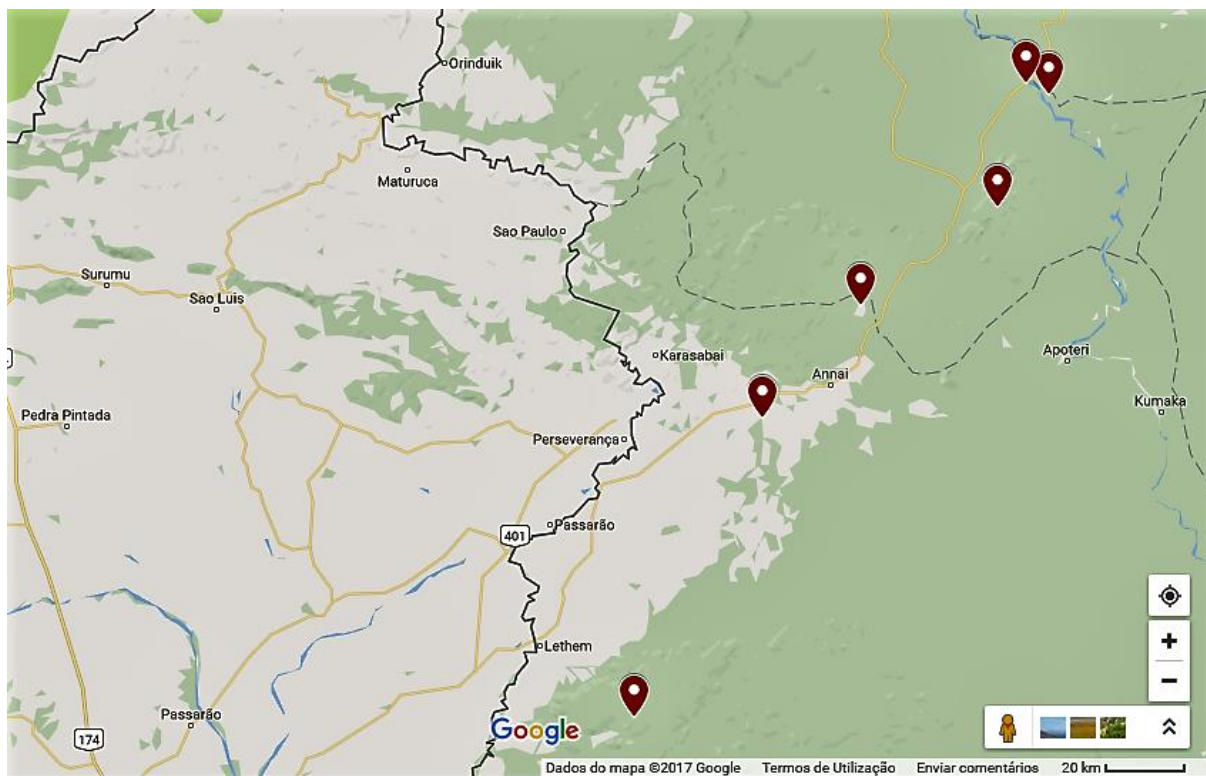 Orinduik
Maturuca
Sao Paulo
Surumu
Sao Luis
Karasabai
Apoteri
Annai
Kumaka
Pedra Pintada
Perseverança
Passarão
401
Lethem
Passarão
174
Google
Dados do mapa ©2017 Google Termos de Utilização Enviar comentários 20 km